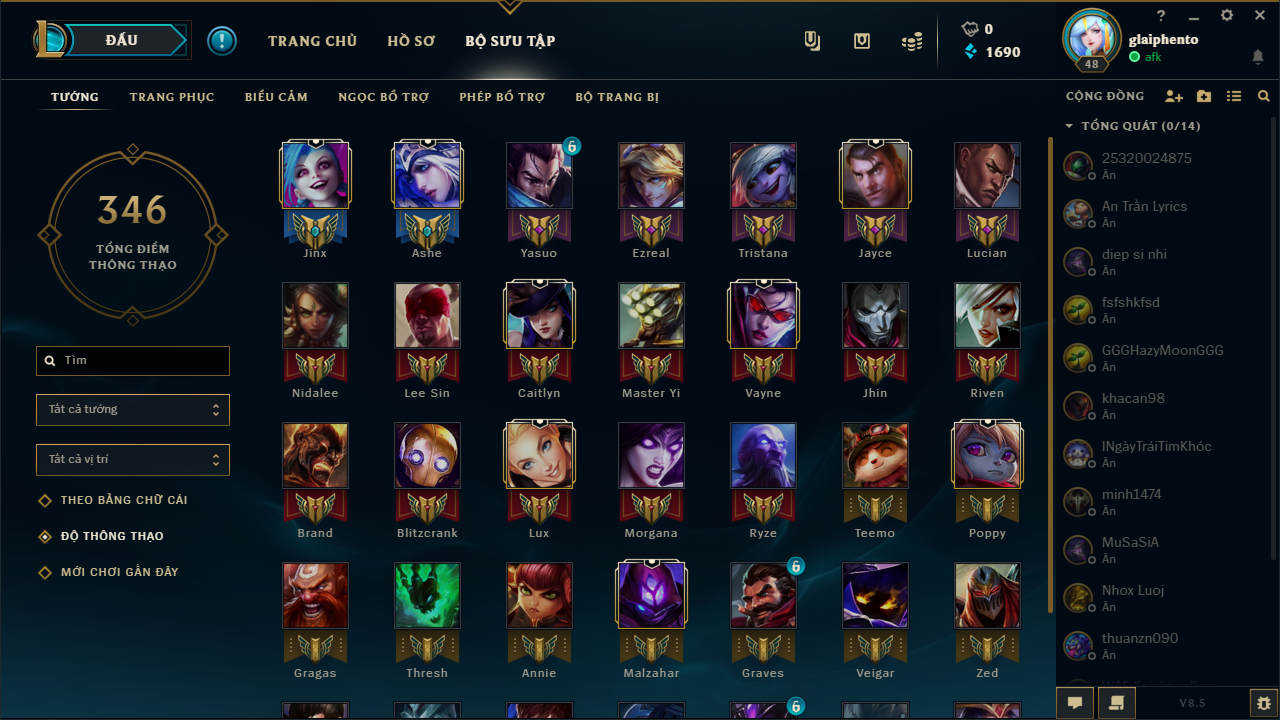 ĐẤU
!
TRANG CHỦ
HỒ SƠ
BỘ SƯU TẬP
0
1690
?
glaiphento
afk
48
TƯỚNG
TRANG PHỤC
BIỂU CẢM
NGỌC BỔ TRỢ
PHÉP BỔ TRỢ
BỘ TRANG BỊ
CỘNG ĐỒNG
TỔNG QUÁT (0/14)
346
TỔNG ĐIỂM
THÔNG THẠO
Tìm
Tất cả tướng
Tất cả vị trí
THEO BẢNG CHỮ CÁI
ĐỘ THÔNG THẠO
MỚI CHƠI GẦN ĐÂY
6
Jinx
Ashe
Yasuo
Ezreal
Tristana
Jayce
Lucian
Nidalee
Lee Sin
Caitlyn
Master Yi
Vayne
Jhin
Riven
Brand
Blitzcrank
Lux
Morgana
Ryze
Teemo
Poppy
6
Gragas
Thresh
Annie
Malzahar
Graves
Veigar
Zed
6
25320024875
Ẩn
An Trần Lyrics
Ẩn
diep si nhi
Ẩn
fsfshkfsd
Ẩn
GGGHazyMoonGGG
Ẩn
khacan98
Ẩn
lNgàyTráiTimKhóc
Ẩn
minh1474
Ẩn
MuSaSiA
Ẩn
Nhox Luoj
Ẩn
thuanzn090
Ẩn
V8.5